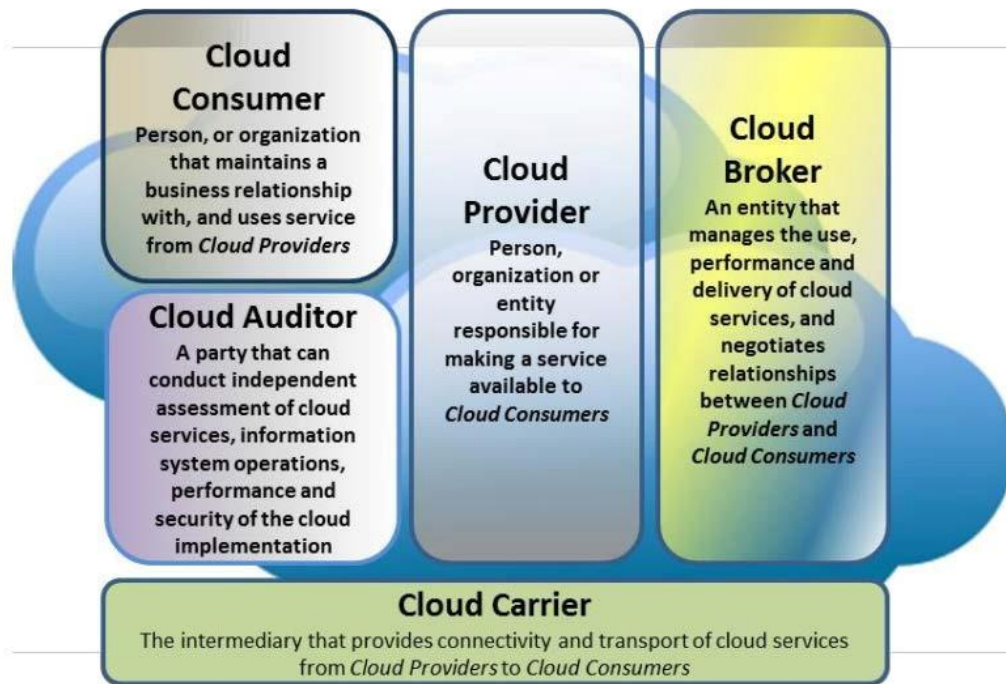 Cloud
Consumer
Person, or organization
that maintains a
business relationship
with, and uses service
from Cloud Providers
Cloud Auditor
A party that can
conduct independent
assessment of cloud
services, information
system operations,
performance and
security of the cloud
implementation
Cloud
Provider
Person,
organization or
entity
responsible for
making a service
available to
Cloud Consumers
Cloud
Broker
An entity that
manages the use,
performance and
delivery of cloud
services, and
negotiates
relationships
between Cloud
Providers and
Cloud Consumers
Cloud Carrier
The intermediary that provides connectivity and transport of cloud services
from Cloud Providers to Cloud Consumers